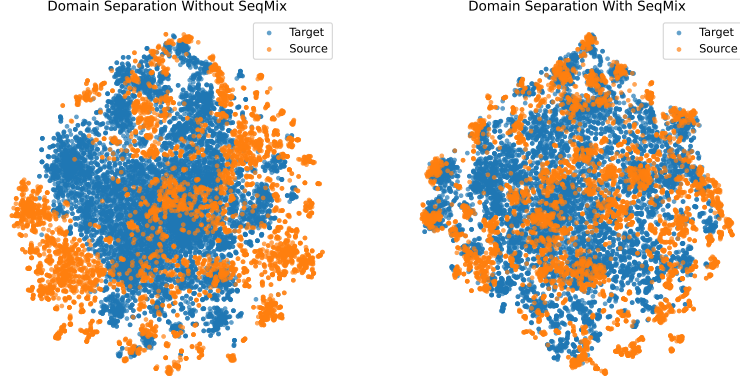 Domain Separation Without SeqMix
Target
Source
Domain Separation With SeqMix
Target
Source